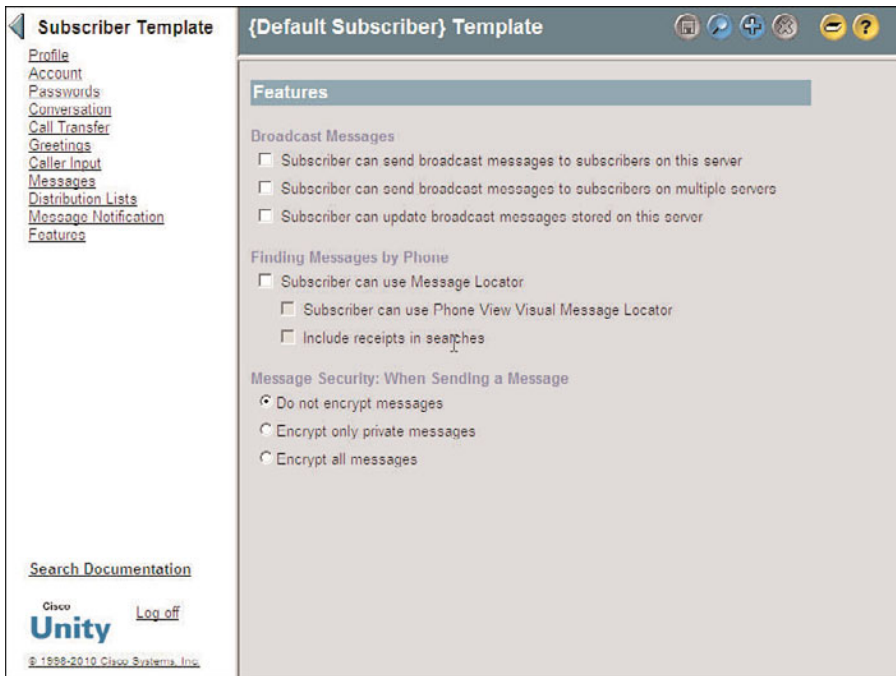 Subscriber Template
Profile
Account
Passwords
Conversation
Call Transfer
Greetings
Caller Input
Messages
Distribution Lists
Message Notification
Features
Search Documentation
Cisco
Unity
Log off
© 1998-2010 Cisco Systems, Inc.
{Default Subscriber} Template
?
Features
Broadcast Messages
Subscriber can send broadcast messages to subscribers on this server
Subscriber can send broadcast messages to subscribers on multiple servers
Subscriber can update broadcast messages stored on this server
Finding Messages by Phone
Subscriber can use Message Locator
Subscriber can use Phone View Visual Message Locator
Include receipts in searches
Message Security: When Sending a Message
Do not encrypt messages
Encrypt only private messages
Encrypt all messages